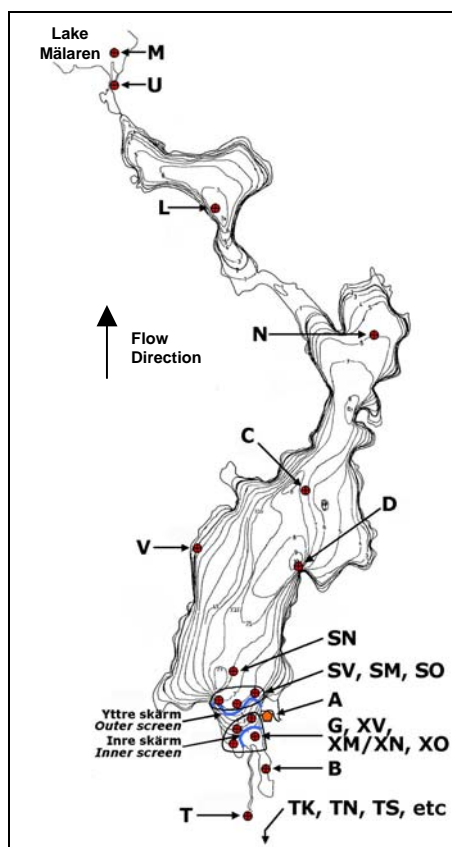 Lake
Mälaren
M
U
L
Flow
Direction
N
C
D
V
SN
SV, SM, SO
Yttre skärm
Outer screen
A
Inre skärm
Inner screen
G, XV,
XM/XN, XO
B
T
TK, TN, TS, etc